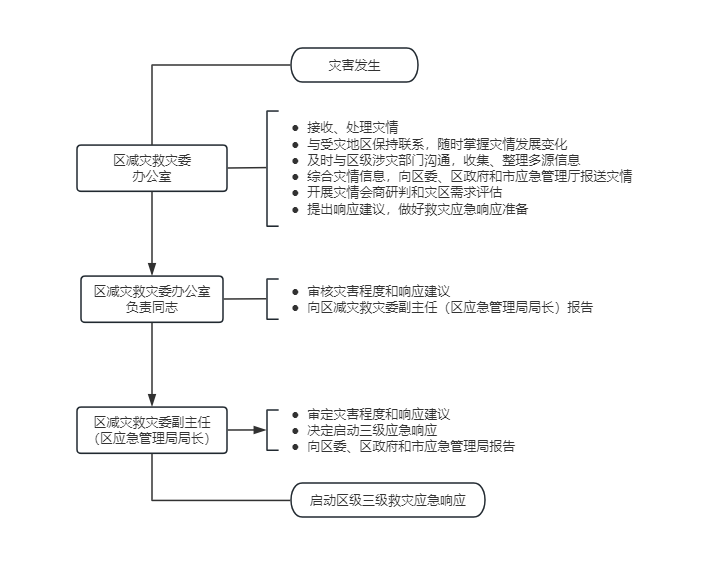 灾害发生
区减灾救灾委
办公室
● 接收、处理灾情
● 与受灾地区保持联系，随时掌握灾情发展变化
● 及时与区级涉灾部门沟通，收集、整理多源信息
● 综合灾情信息，向区委、区政府和市应急管理厅报送灾情
● 开展灾情会商研判和灾区需求评估
● 提出响应建议，做好救灾应急响应准备
区减灾救灾委办公室
负责同志
● 审核灾害程度和响应建议
● 向区减灾救灾委副主任（区应急管理局局长）报告
区减灾救灾委副主任
（区应急管理局局长）
● 审定灾害程度和响应建议
● 决定启动三级应急响应
● 向区委、区政府和市应急管理局报告
启动区级三级救灾应急响应